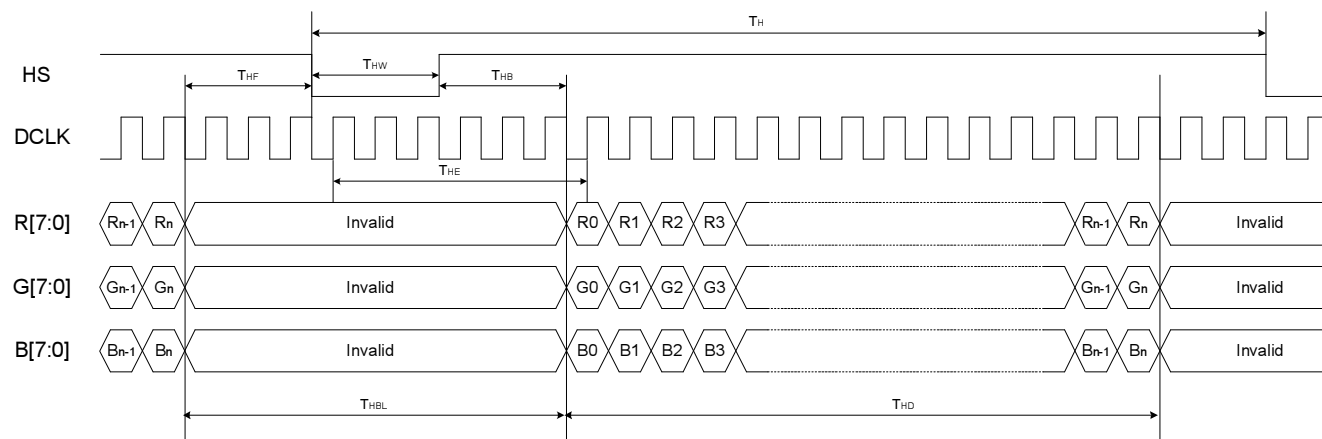 TH
HS
THF
THW
THB
DCLK
THE
R[7:0] Rn-1 Rn Invalid R0 R1 R2 R3 Rn-1 Rn Invalid
G[7:0] Gn-1 Gn Invalid G0 G1 G2 G3 Gn-1 Gn Invalid
B[7:0] Bn-1 Bn Invalid B0 B1 B2 B3 Bn-1 Bn Invalid
THBL
THD